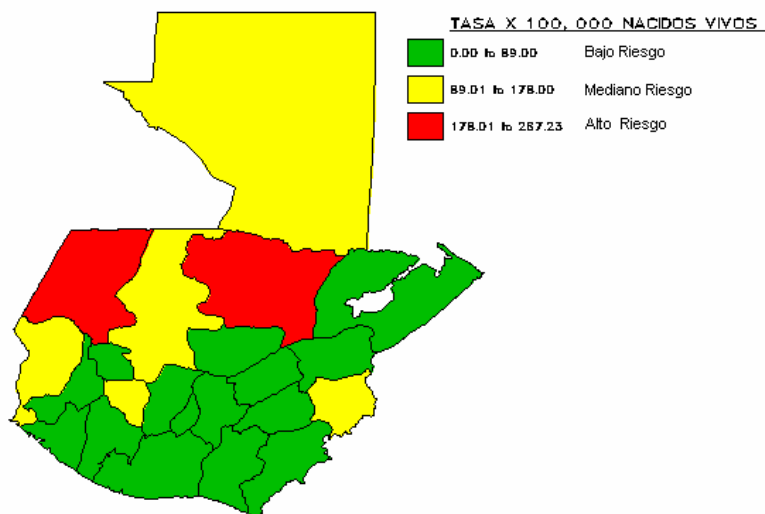 TASA X 100, 000 NACIDOS VIVOS
0.00 to 89.00 Bajo Riesgo
89.01 to 178.00 Mediano Riesgo
178.01 to 267.23 Alto Riesgo